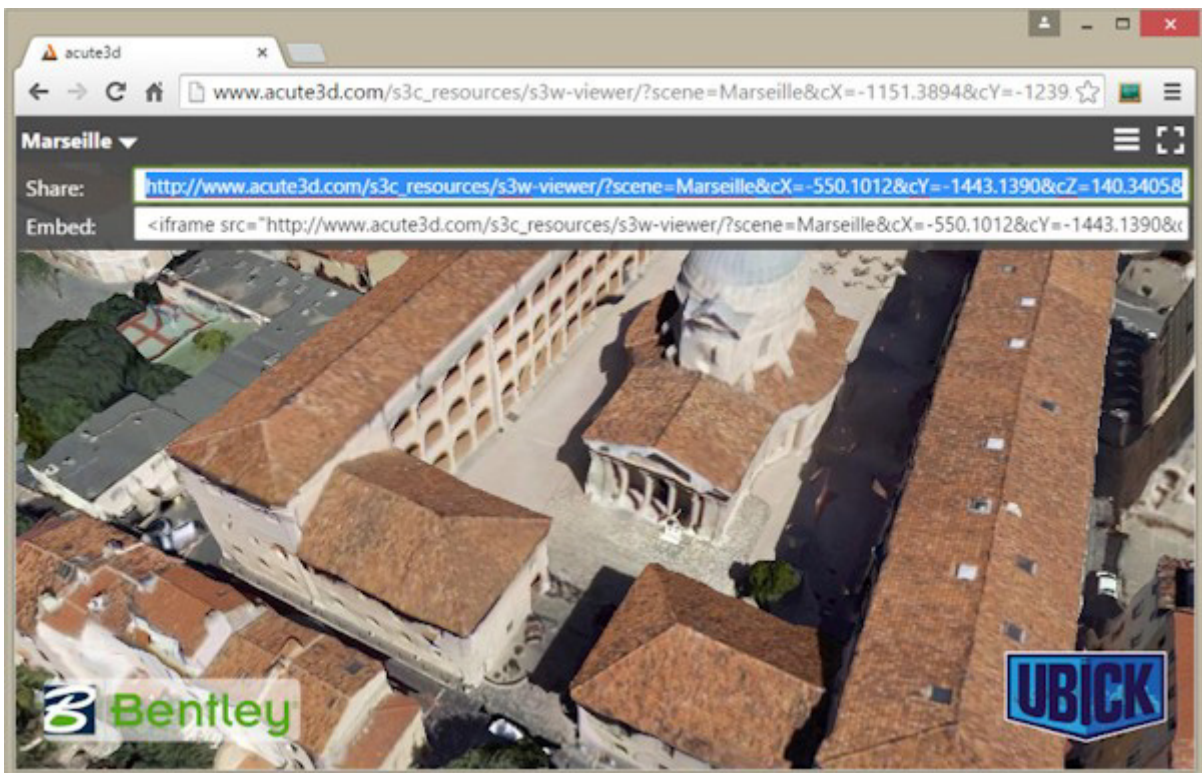 acute3d
www.acute3d.com/s3c_resources/s3w-viewer/?scene=Marseille&cX=-1151.3894&cY=-1239
Marseille
Share: http://www.acute3d.com/s3c_resources/s3w-viewer/?scene=Marseille&cX=-550.1012&cY=-1443.1390&cZ=140.3405&
Embed: <iframe src="http://www.acute3d.com/s3c_resources/s3w-viewer/?scene=Marseille&cX=-550.1012&cY=-1443.1390&c
Bentley
UBICK